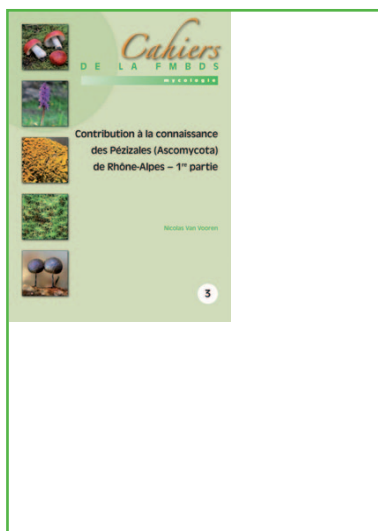 Cahiers
DE LA FMBDS
mycologie
Contribution à la connaissance
des Pézizales (Ascomycota)
de Rhône-Alpes – 1re partie
Nicolas Van Vooren
3